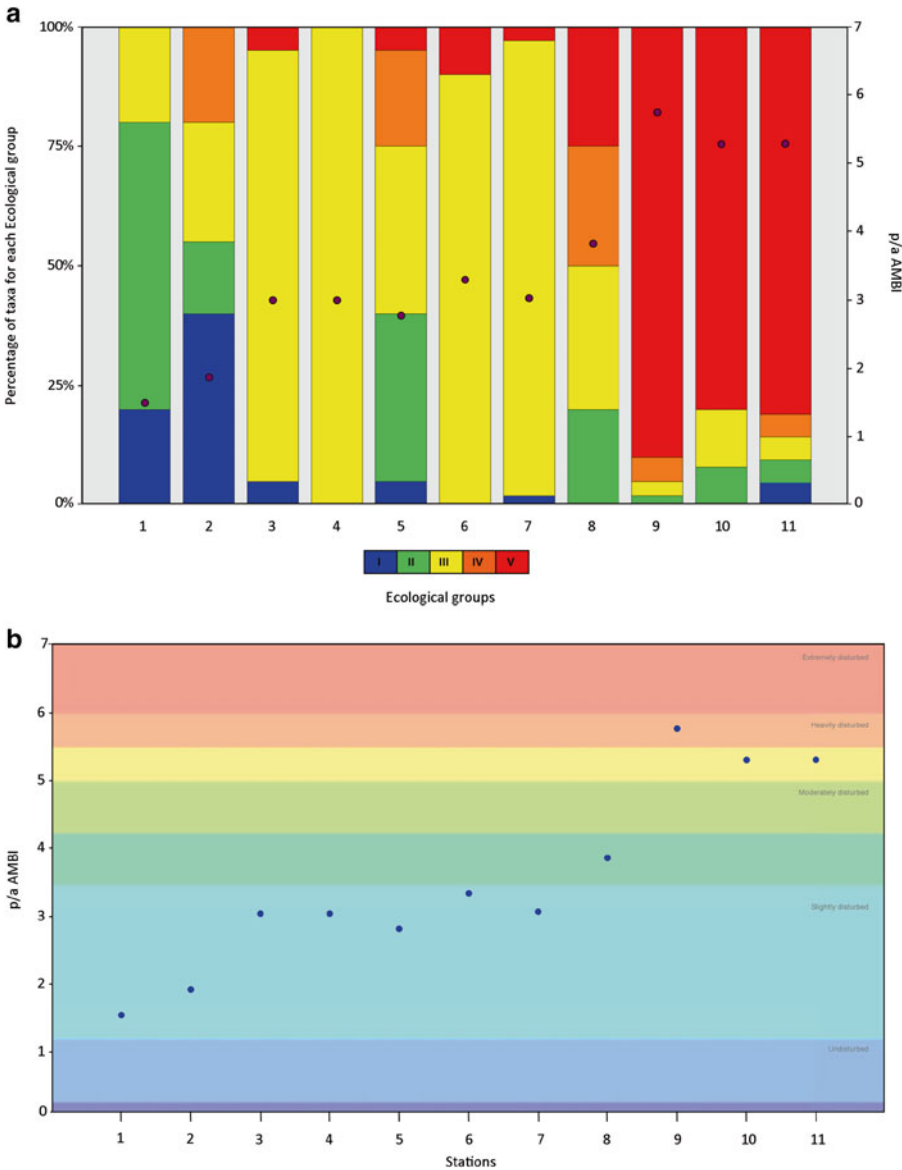 a
100%
75%
50%
25%
0%
Percentage of taxa for each Ecological group
7
6
5
4
3
2
1
0
p/a AMBI
1 2 3 4 5 6 7 8 9 10 11
I II III IV V
Ecological groups
b
7
6
5
4
3
2
1
0
p/a AMBI
Extremely disturbed
Heavily disturbed
Moderately disturbed
Slightly disturbed
Undisturbed
1 2 3 4 5 6 7 8 9 10 11
Stations